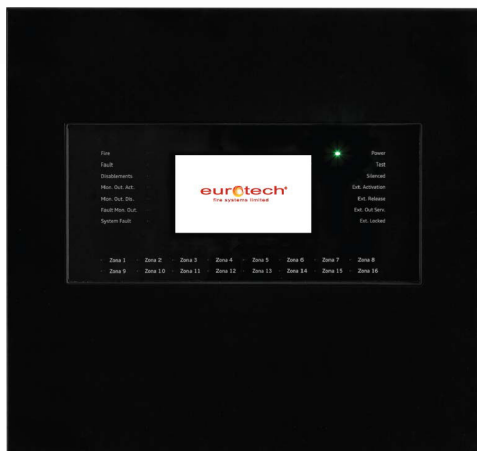 Fire
Fault
Disablements
Mon. Out. Act.
Mon. Out. Dis.
Fault Mon. Out.
System Fault
eurotech
fire systems limited
Power
Test
Silenced
Ext. Activation
Ext. Release
Ext. Out Serv.
Ext. Locked
Zona 1 Zona 2 Zona 3 Zona 4 Zona 5 Zona 6 Zona 7 Zona 8
Zona 9 Zona 10 Zona 11 Zona 12 Zona 13 Zona 14 Zona 15 Zona 16